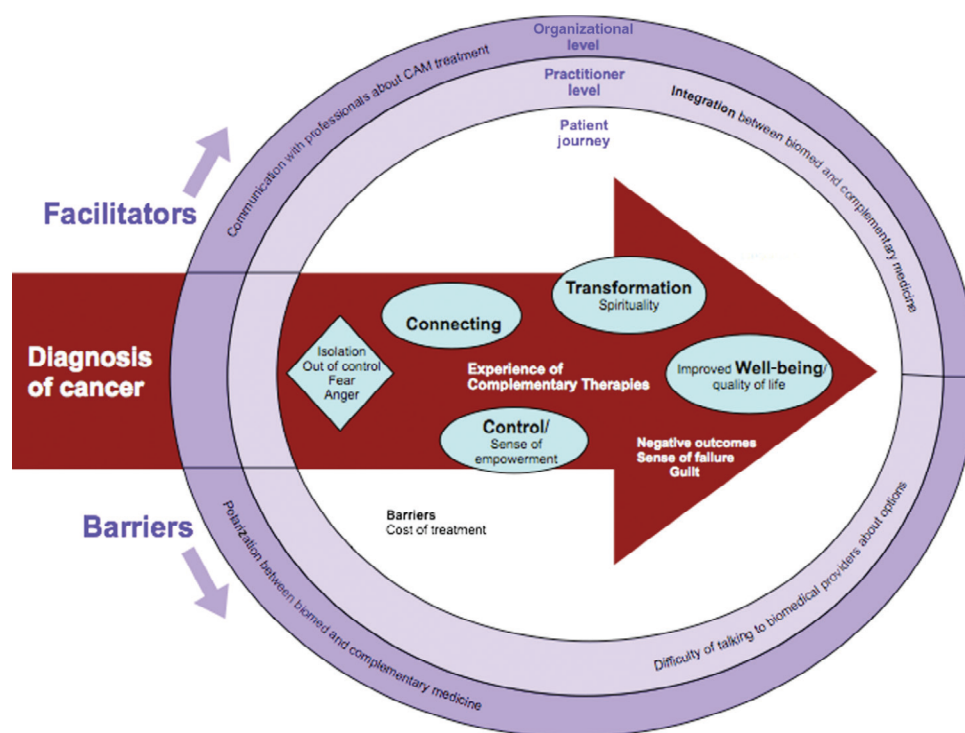 Organizational
level
Practitioner
level
Patient
journey
Communication with professionals about CAM treatment
Integration between biomed and complementary medicine
Facilitators
Diagnosis
of cancer
Isolation
Out of control
Fear
Anger
Connecting
Transformation
Spirituality
Experience of
Complementary Therapies
Improved Well-being/
quality of life
Control/
Sense of
empowerment
Negative outcomes
Sense of failure
Guilt
Barriers
Cost of treatment
Barriers
Polarization between biomed and complementary medicine
Difficulty of talking to biomedical providers about options